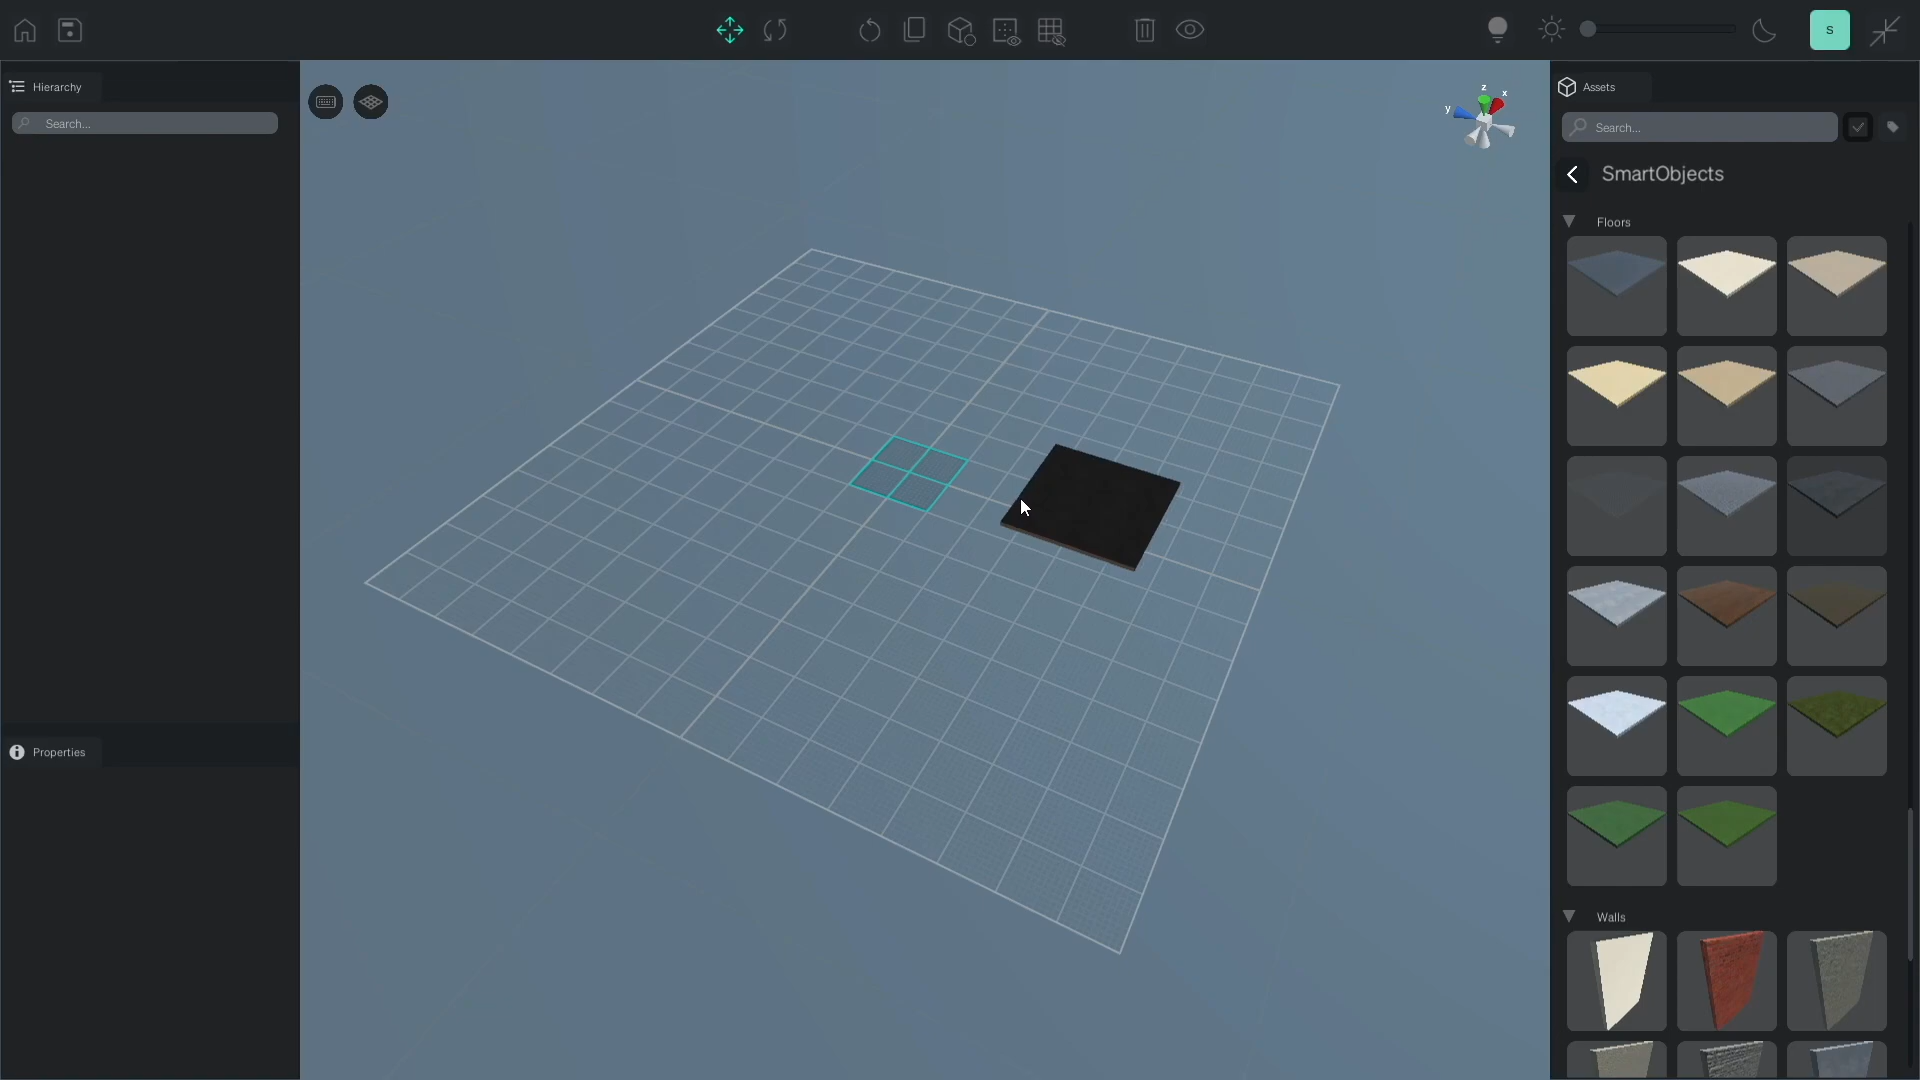 S
Hierarchy
Search...
z
x
y
Assets
Search...
SmartObjects
Floors
Properties
Walls